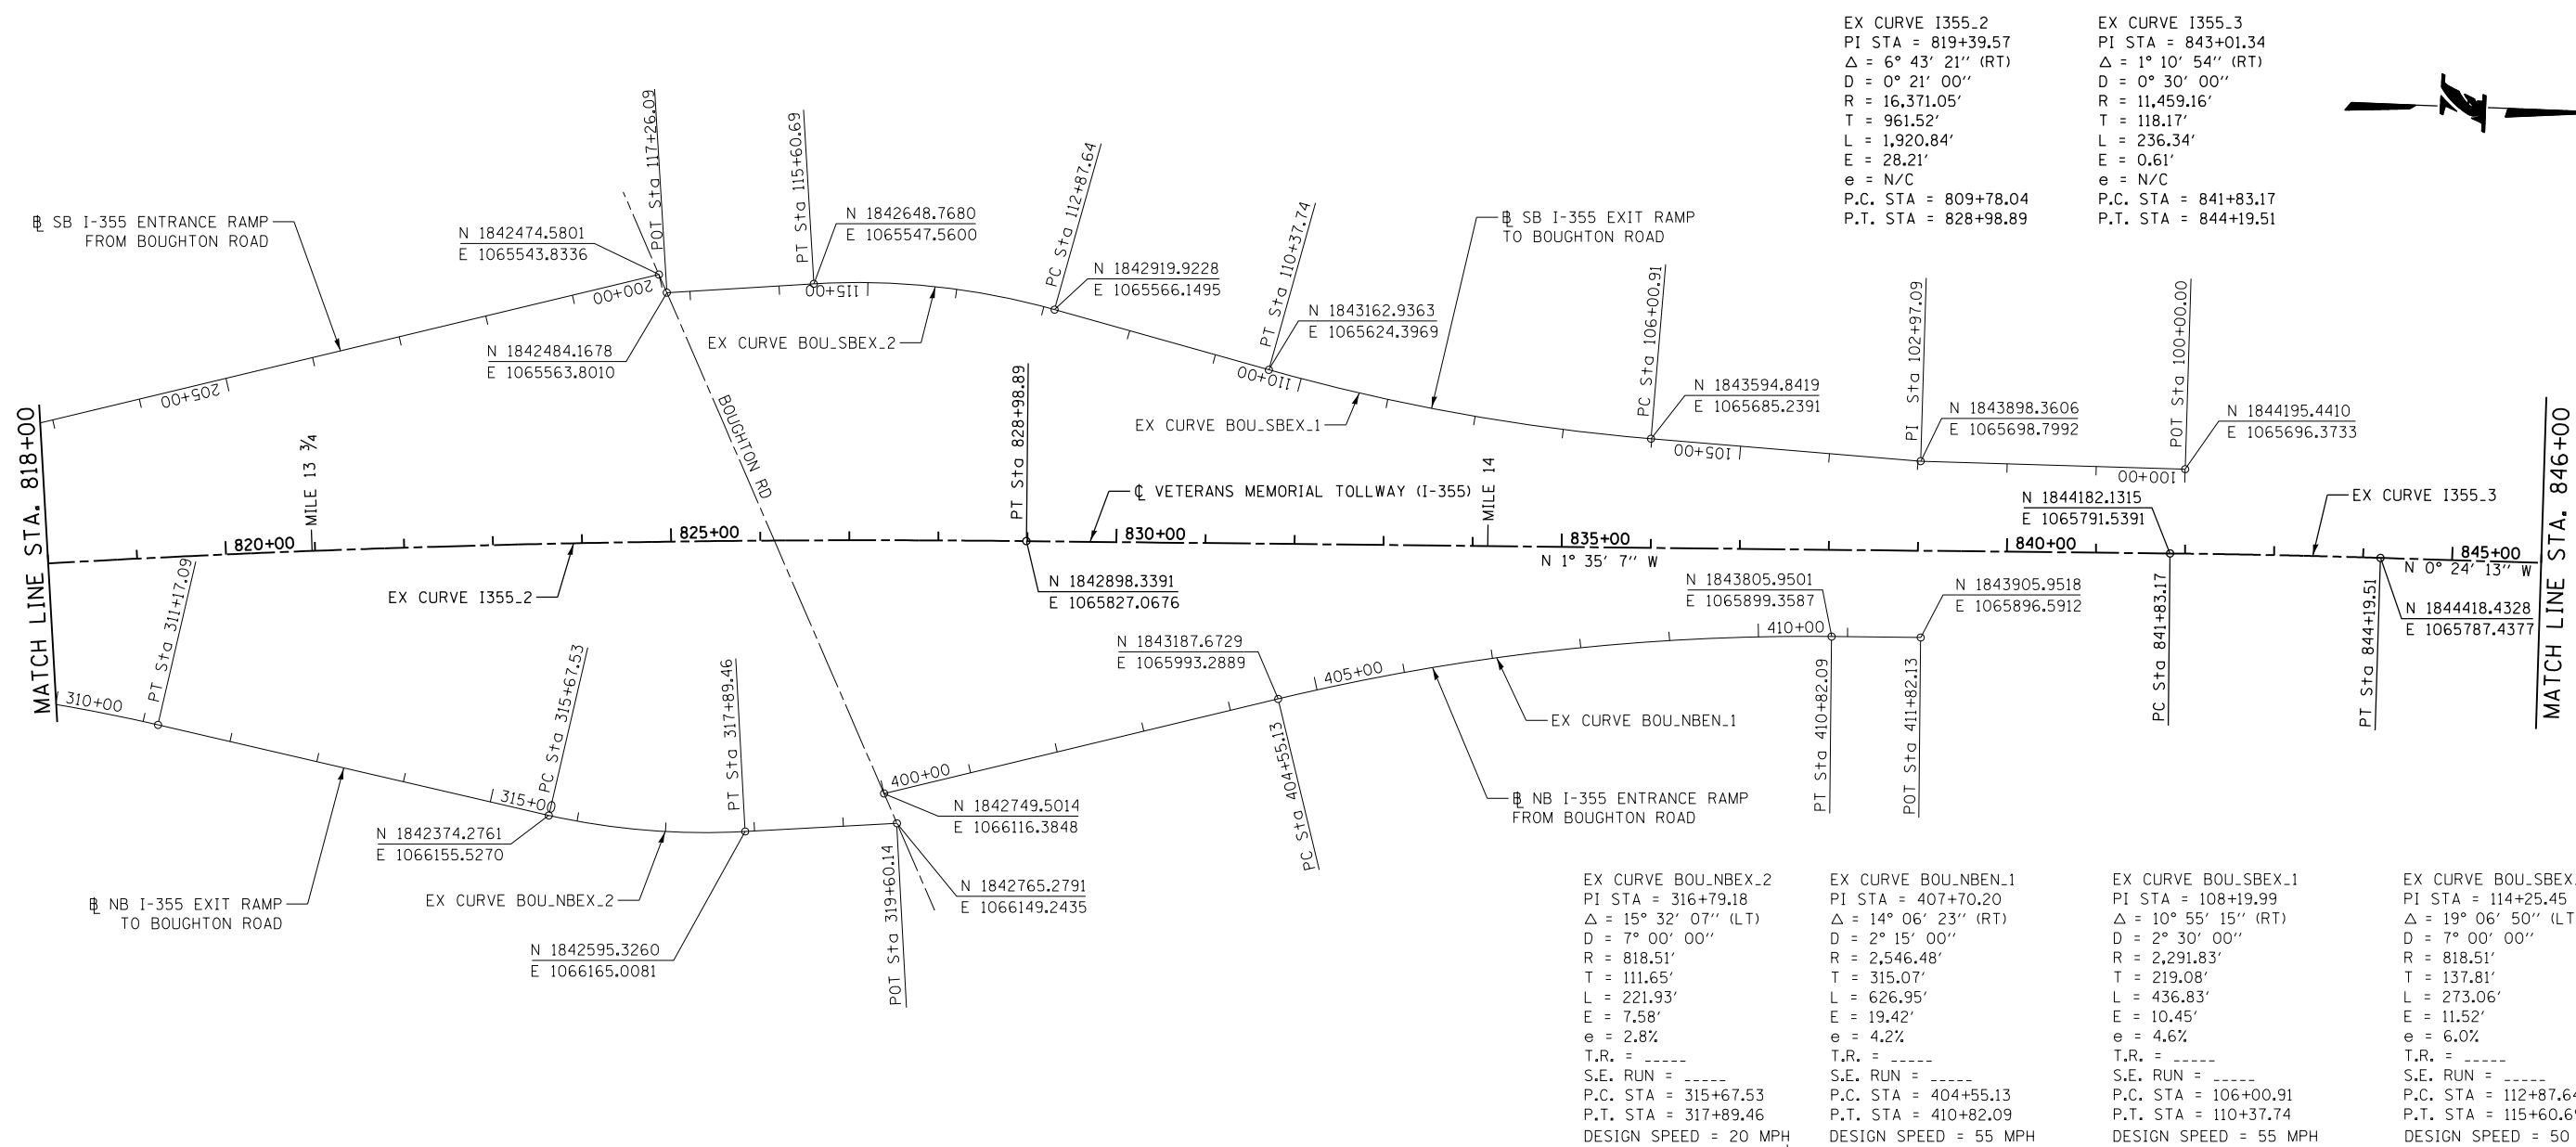 EX CURVE I355_2
PI STA = 819+39.57
Δ = 6° 43' 21'' (RT)
D = 0° 21' 00''
R = 16,371.05'
T = 961.52'
L = 1,920.84'
E = 28.21'
e = N/C
P.C. STA = 809+78.04
P.T. STA = 828+98.89
EX CURVE I355_3
PI STA = 843+01.34
Δ = 1° 10' 54'' (RT)
D = 0° 30' 00''
R = 11,459.16'
T = 118.17'
L = 236.34'
E = 0.61'
e = N/C
P.C. STA = 841+83.17
P.T. STA = 844+19.51
℄ SB I-355 ENTRANCE RAMP
FROM BOUGHTON ROAD
N 1842474.5801
E 1065543.8336
POT Sta 117+26.09
PT Sta 115+60.69
N 1842648.7680
E 1065547.5600
PC Sta 112+87.64
N 1842919.9228
E 1065566.1495
PT Sta 110+37.74
N 1843162.9363
E 1065624.3969
℄ SB I-355 EXIT RAMP
TO BOUGHTON ROAD
200+00
115+00
N 1842484.1678
E 1065563.8010
EX CURVE BOU_SBEX_2
205+00
110+00
EX CURVE BOU_SBEX_1
PC Sta 106+00.91
N 1843594.8419
E 1065685.2391
PI Sta 102+97.09
N 1843898.3606
E 1065698.7992
POT Sta 100+00.00
N 1844195.4410
E 1065696.3733
105+00
100+00
MATCH LINE STA. 818+00
MILE 13 3/4
BOUGHTON RD
PT Sta 828+98.89
℄ VETERANS MEMORIAL TOLLWAY (I-355)
MILE 14
N 1844182.1315
E 1065791.5391
EX CURVE I355_3
MATCH LINE STA. 846+00
820+00
825+00
830+00
835+00
840+00
845+00
N 1° 35' 7'' W
N 0° 24' 13'' W
EX CURVE I355_2
N 1842898.3391
E 1065827.0676
N 1843805.9501
E 1065899.3587
N 1843905.9518
E 1065896.5912
PC Sta 841+83.17
PT Sta 844+19.51
N 1844418.4328
E 1065787.4377
310+00
PT Sta 311+17.09
PC Sta 315+67.53
PT Sta 317+89.46
N 1843187.6729
E 1065993.2889
405+00
410+00
EX CURVE BOU_NBEN_1
PT Sta 410+82.09
POT Sta 411+82.13
315+00
400+00
PC Sta 404+55.13
℄ NB I-355 ENTRANCE RAMP
FROM BOUGHTON ROAD
N 1842374.2761
E 1066155.5270
N 1842749.5014
E 1066116.3848
℄ NB I-355 EXIT RAMP
TO BOUGHTON ROAD
EX CURVE BOU_NBEX_2
POT Sta 319+60.14
N 1842765.2791
E 1066149.2435
N 1842595.3260
E 1066165.0081
EX CURVE BOU_NBEX_2
PI STA = 316+79.18
Δ = 15° 32' 07'' (LT)
D = 7° 00' 00''
R = 818.51'
T = 111.65'
L = 221.93'
E = 7.58'
e = 2.8%
T.R. = _____
S.E. RUN = _____
P.C. STA = 315+67.53
P.T. STA = 317+89.46
DESIGN SPEED = 20 MPH
EX CURVE BOU_NBEN_1
PI STA = 407+70.20
Δ = 14° 06' 23'' (RT)
D = 2° 15' 00''
R = 2,546.48'
T = 315.07'
L = 626.95'
E = 19.42'
e = 4.2%
T.R. = _____
S.E. RUN = _____
P.C. STA = 404+55.13
P.T. STA = 410+82.09
DESIGN SPEED = 55 MPH
EX CURVE BOU_SBEX_1
PI STA = 108+19.99
Δ = 10° 55' 15'' (RT)
D = 2° 30' 00''
R = 2,291.83'
T = 219.08'
L = 436.83'
E = 10.45'
e = 4.6%
T.R. = _____
S.E. RUN = _____
P.C. STA = 106+00.91
P.T. STA = 110+37.74
DESIGN SPEED = 55 MPH
EX CURVE BOU_SBEX
PI STA = 114+25.45
Δ = 19° 06' 50'' (LT
D = 7° 00' 00''
R = 818.51'
T = 137.81'
L = 273.06'
E = 11.52'
e = 6.0%
T.R. = _____
S.E. RUN = _____
P.C. STA = 112+87.64
P.T. STA = 115+60.6
DESIGN SPEED = 50